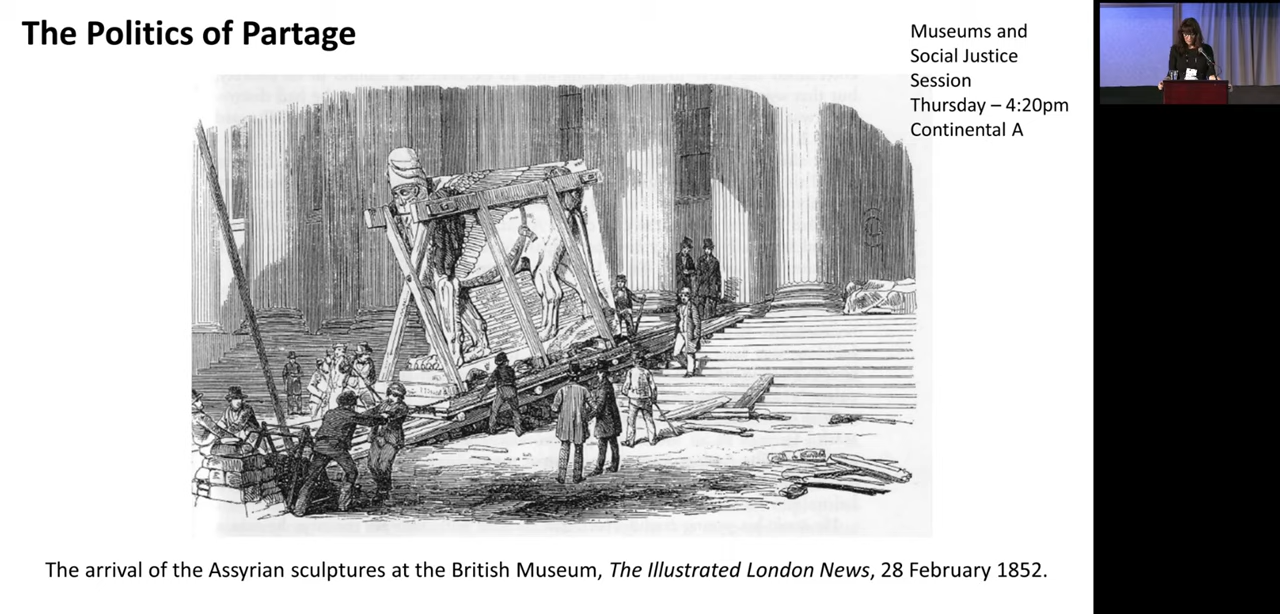 The Politics of Partage
Museums and
Social Justice
Session
Thursday – 4:20pm
Continental A
The arrival of the Assyrian sculptures at the British Museum, The Illustrated London News, 28 February 1852.